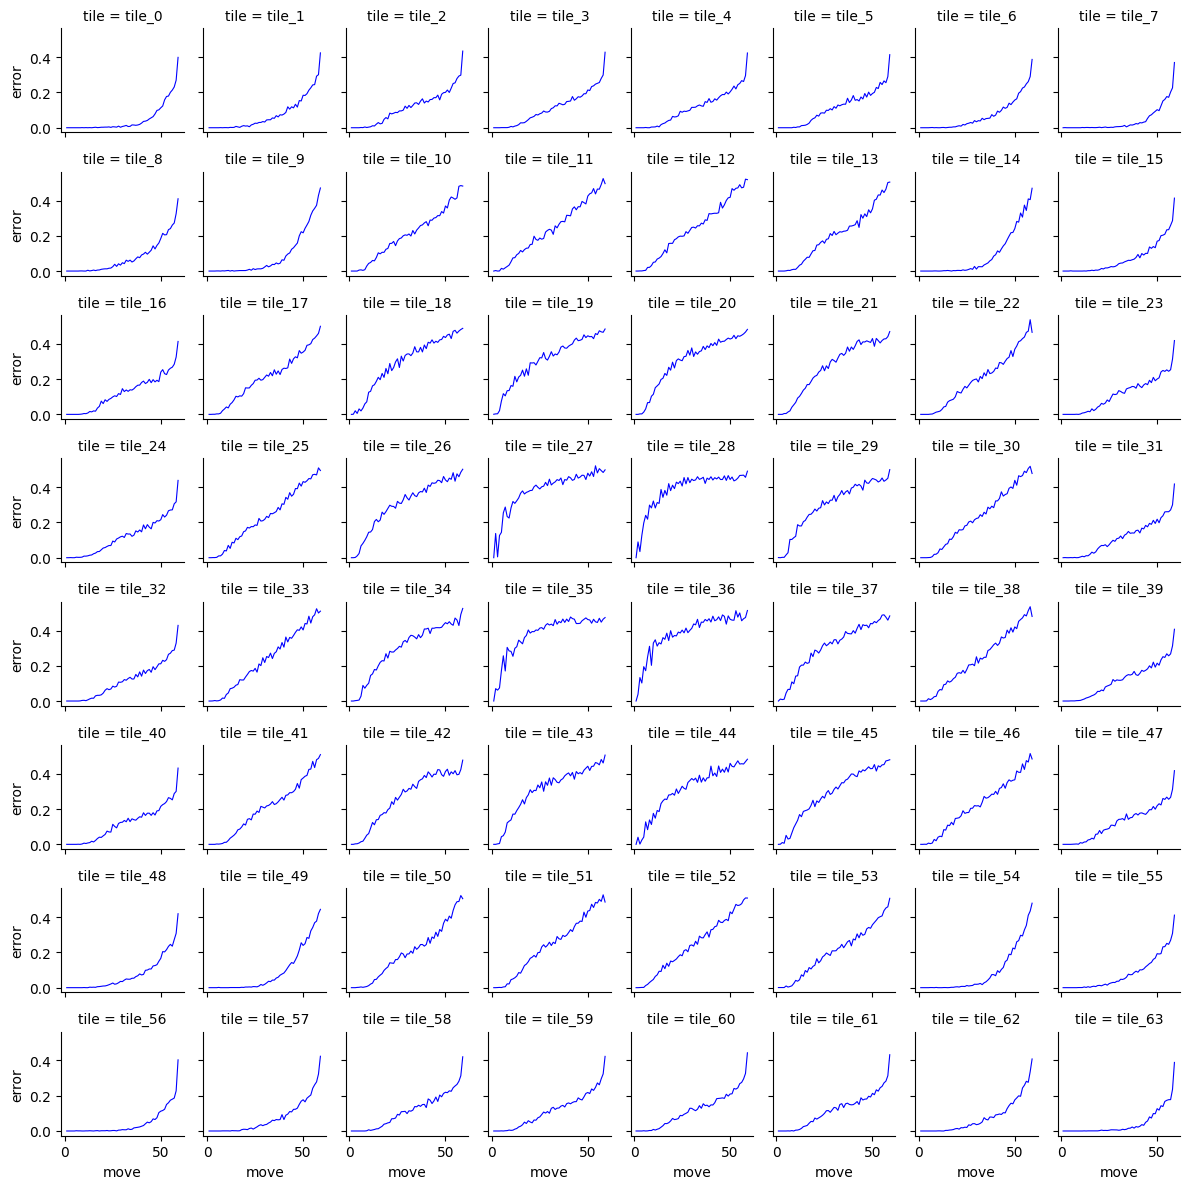 tile = tile_0 tile = tile_1 tile = tile_2 tile = tile_3 tile = tile_4 tile = tile_5 tile = tile_6 tile = tile_7
0.4
error
0.2
0.0
tile = tile_8 tile = tile_9 tile = tile_10 tile = tile_11 tile = tile_12 tile = tile_13 tile = tile_14 tile = tile_15
0.4
error
0.2
0.0
tile = tile_16 tile = tile_17 tile = tile_18 tile = tile_19 tile = tile_20 tile = tile_21 tile = tile_22 tile = tile_23
0.4
error
0.2
0.0
tile = tile_24 tile = tile_25 tile = tile_26 tile = tile_27 tile = tile_28 tile = tile_29 tile = tile_30 tile = tile_31
0.4
error
0.2
0.0
tile = tile_32 tile = tile_33 tile = tile_34 tile = tile_35 tile = tile_36 tile = tile_37 tile = tile_38 tile = tile_39
0.4
error
0.2
0.0
tile = tile_40 tile = tile_41 tile = tile_42 tile = tile_43 tile = tile_44 tile = tile_45 tile = tile_46 tile = tile_47
0.4
error
0.2
0.0
tile = tile_48 tile = tile_49 tile = tile_50 tile = tile_51 tile = tile_52 tile = tile_53 tile = tile_54 tile = tile_55
0.4
error
0.2
0.0
tile = tile_56 tile = tile_57 tile = tile_58 tile = tile_59 tile = tile_60 tile = tile_61 tile = tile_62 tile = tile_63
0.4
error
0.2
0.0
0 50 0 50 0 50 0 50 0 50 0 50 0 50 0 50
move move move move move move move move